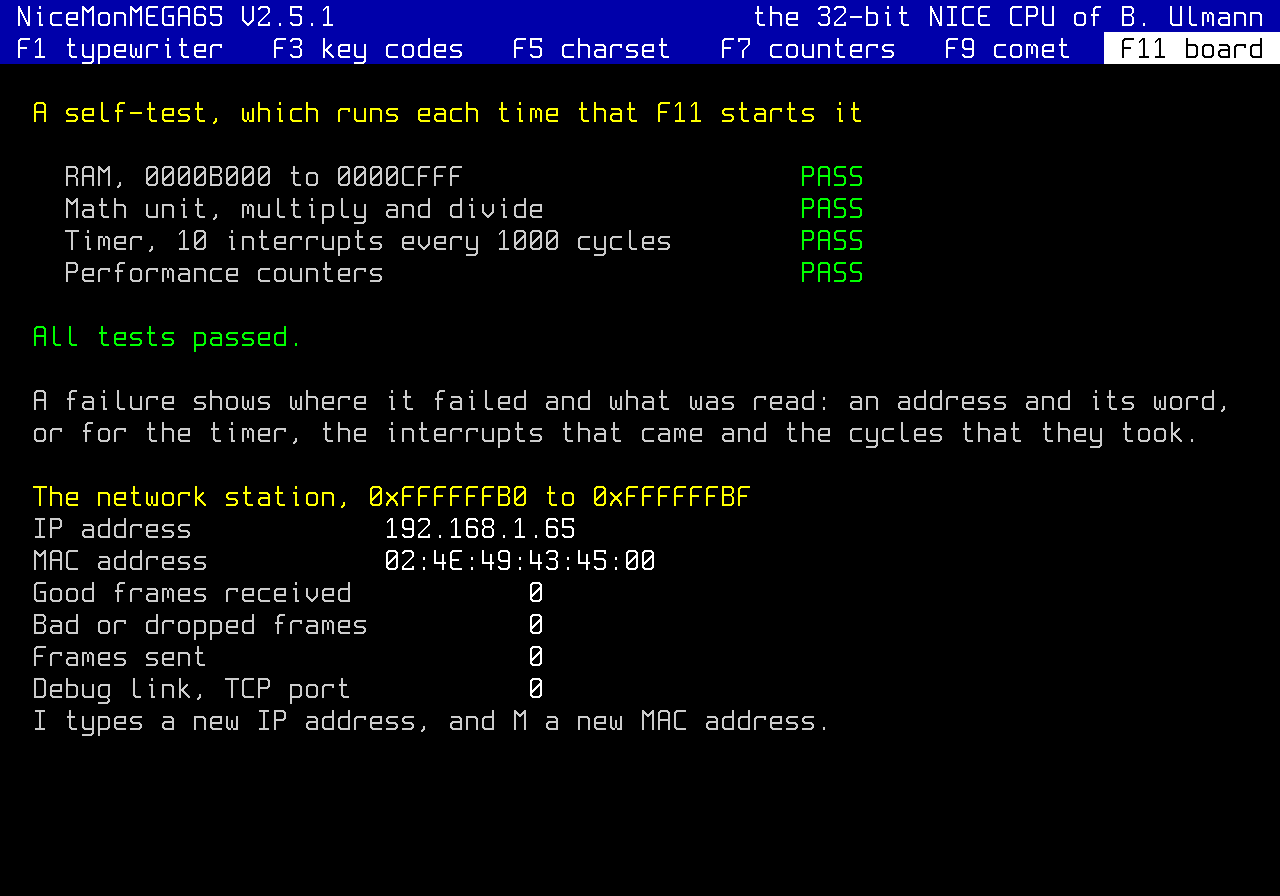 NiceMonMEGA65 V2.5.1 the 32-bit NICE CPU of B. Ulmann
F1 typewriter F3 key codes F5 charset F7 counters F9 comet F11 board
A self-test, which runs each time that F11 starts it
RAM, 0000B000 to 0000CFFF PASS
Math unit, multiply and divide PASS
Timer, 10 interrupts every 1000 cycles PASS
Performance counters PASS
All tests passed.
A failure shows where it failed and what was read: an address and its word,
or for the timer, the interrupts that came and the cycles that they took.
The network station, 0xFFFFFFB0 to 0xFFFFFFBF
IP address 192.168.1.65
MAC address 02:4E:49:43:45:00
Good frames received 0
Bad or dropped frames 0
Frames sent 0
Debug link, TCP port 0
I types a new IP address, and M a new MAC address.